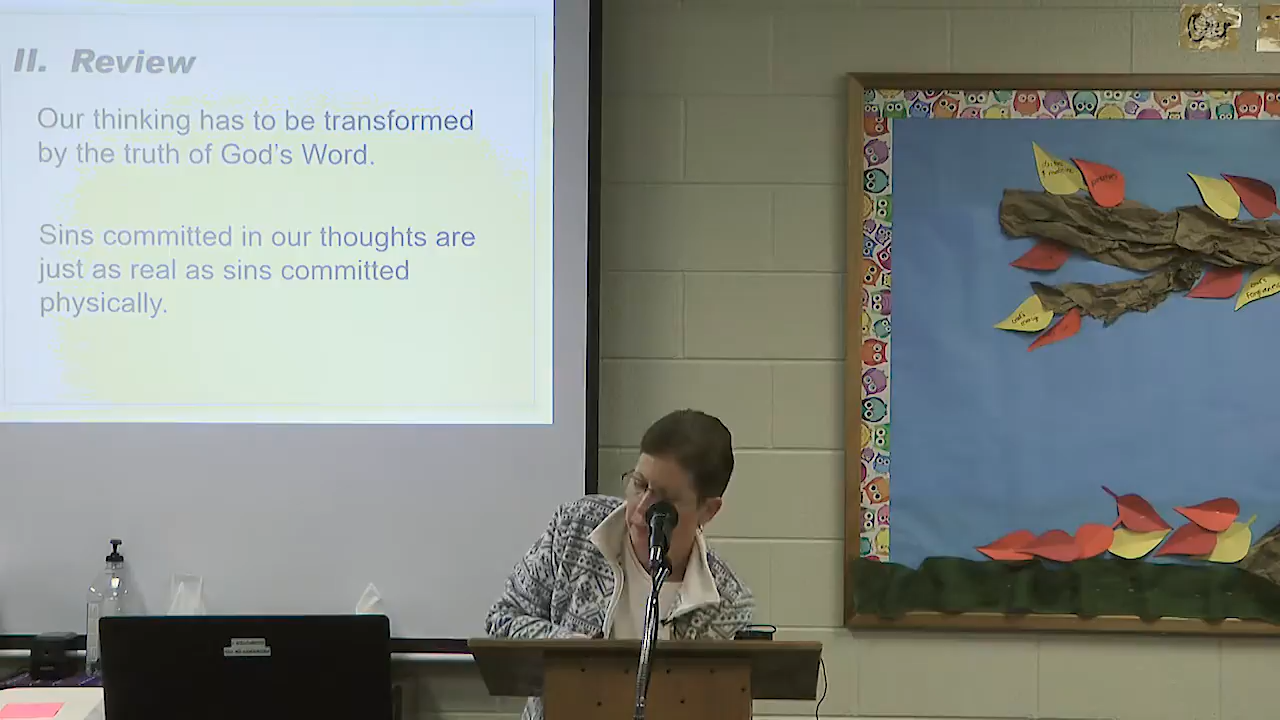 II. Review
Our thinking has to be transformed
by the truth of God's Word.
Sins committed in our thoughts are
just as real as sins committed
physically.